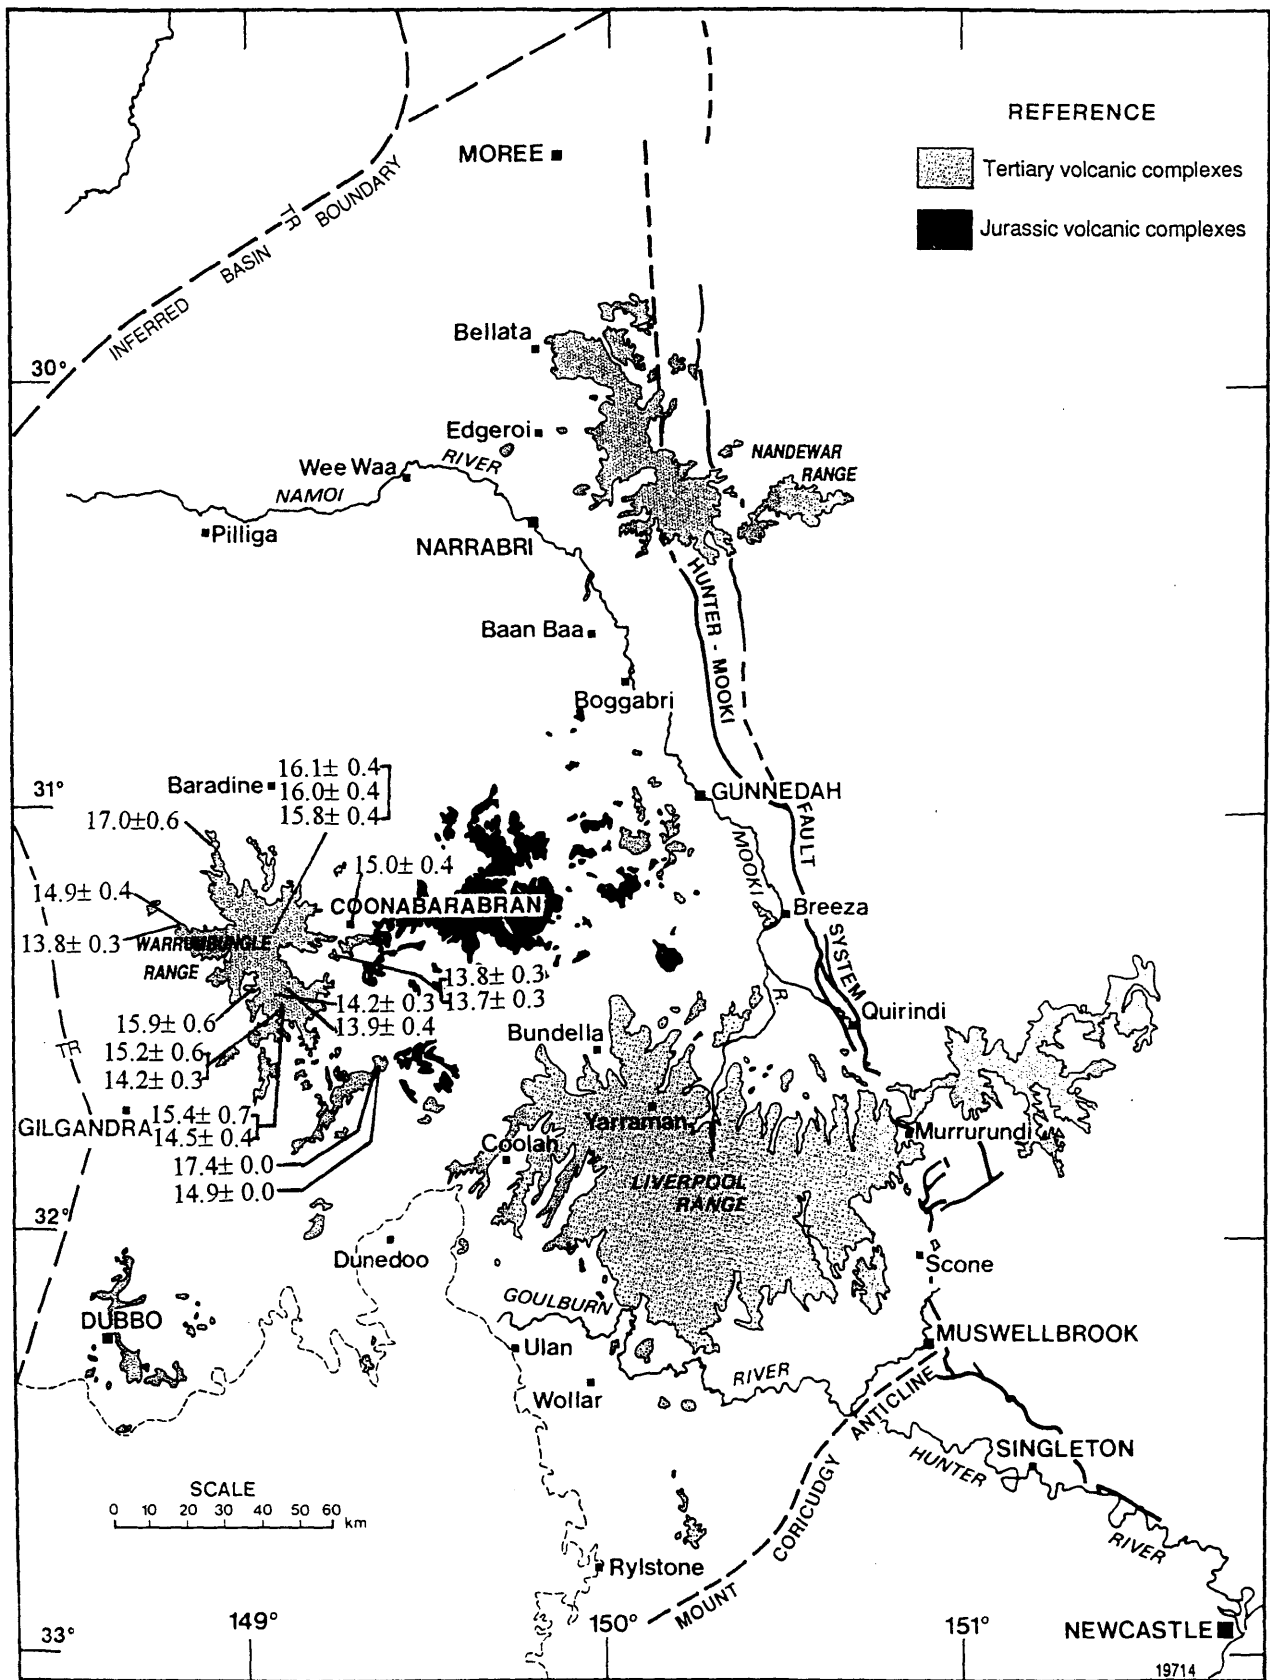 REFERENCE
MOREE
Tertiary volcanic complexes
Jurassic volcanic complexes
INFERRED BASIN BOUNDARY
TR
Bellata
30°
Edgeroi
NANDEWAR
RANGE
Wee Waa
RIVER
NAMOI
Pilliga
NARRABRI
HUNTER - MOOKI
Baan Baa
Boggabri
Baradine
16.1± 0.4
16.0± 0.4
15.8± 0.4
31°
GUNNEDAH
17.0±0.6
FAULT
MOOKI
15.0± 0.4
14.9± 0.4
COONABARABRAN
Breeza
13.8± 0.3
WARRUMBUNGLE
RANGE
SYSTEM
13.8± 0.3
13.7± 0.3
R.
14.2± 0.3
13.9± 0.4
15.9± 0.6
Quirindi
Bundella
15.2± 0.6
14.2± 0.3
TR
GILGANDRA
15.4± 0.7
14.5± 0.4
Yarraman
Murrurundi
Coolah
17.4± 0.0
14.9± 0.0
LIVERPOOL
RANGE
32°
Dunedoo
Scone
GOULBURN
DUBBO
MUSWELLBROOK
Ulan
RIVER
Wollar
ANTICLINE
SINGLETON
HUNTER
SCALE
0 10 20 30 40 50 60
km
CORICUDGY
RIVER
Rylstone
MOUNT
149°
150°
151°
33°
NEWCASTLE
19714